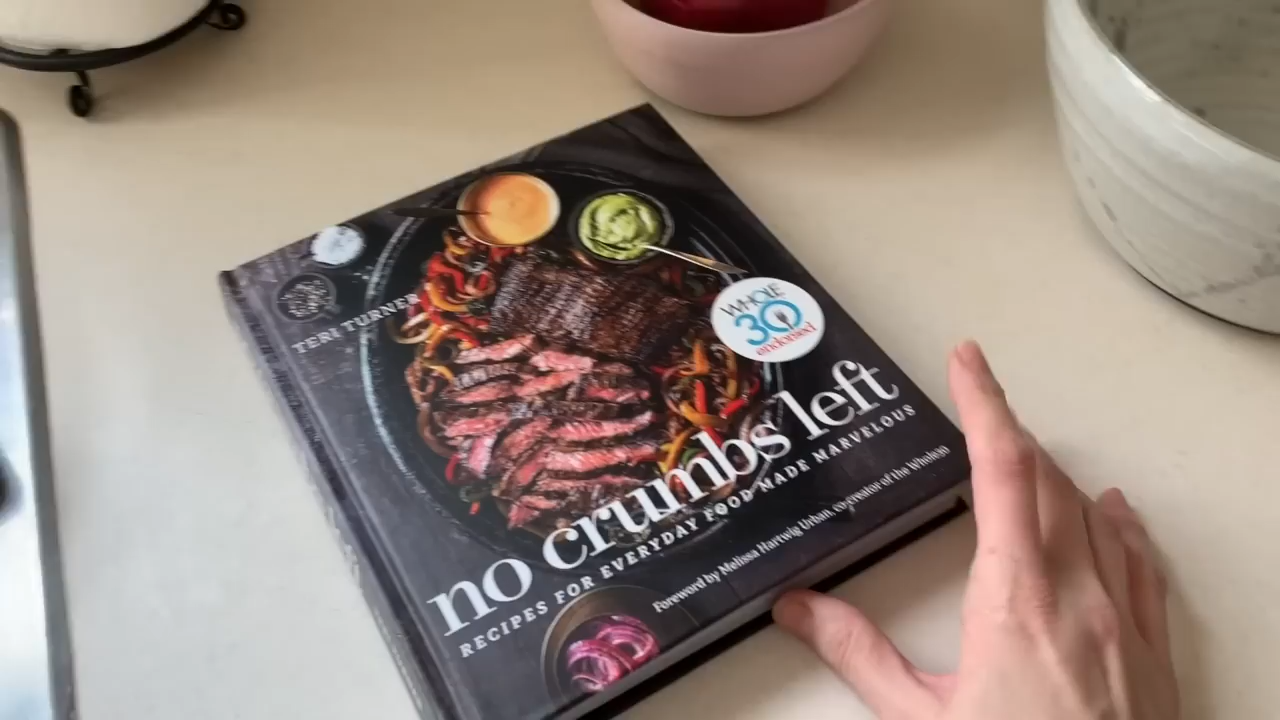 TERI TURNER
WHOLE
30
endorsed
no crumbs left
RECIPES FOR EVERYDAY FOOD MADE MARVELOUS
Foreword by Melissa Hartwig Urban, co-creator of the Whole30